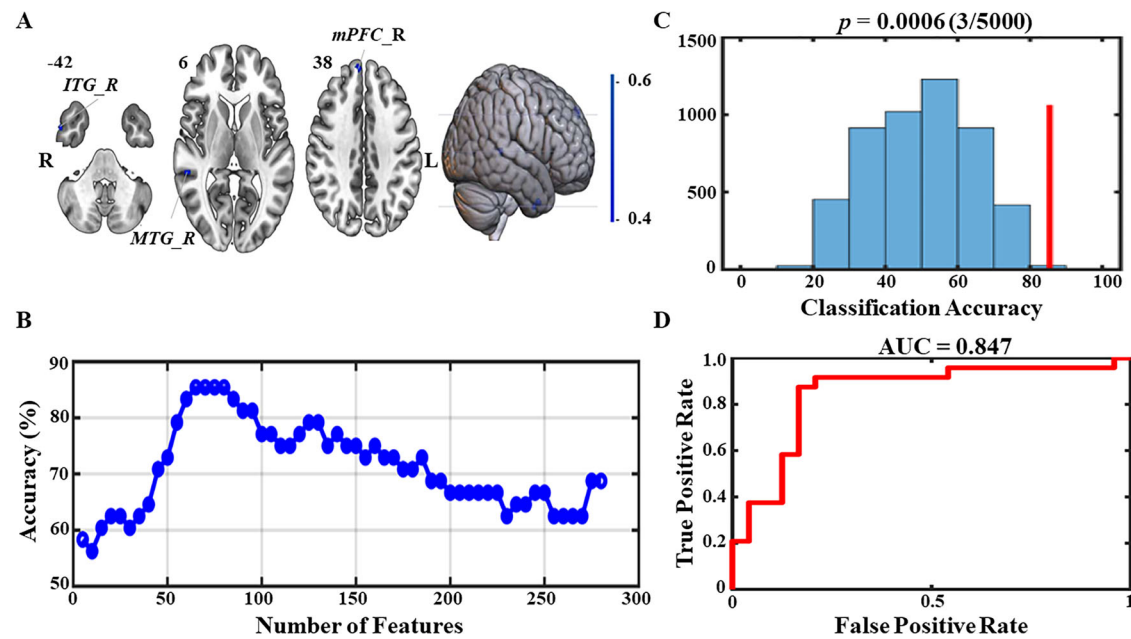 A
-42
ITG_R
6
38
mPFC_R
R
L
MTG_R
0.6
0.4
C
p = 0.0006 (3/5000)
1500
1000
500
0
0 20 40 60 80 100
Classification Accuracy
B
90
80
70
60
50
Accuracy (%)
0 50 100 150 200 250 300
Number of Features
D
AUC = 0.847
1.0
0.8
0.6
0.4
0.2
0
True Positive Rate
0 0.5 1
False Positive Rate